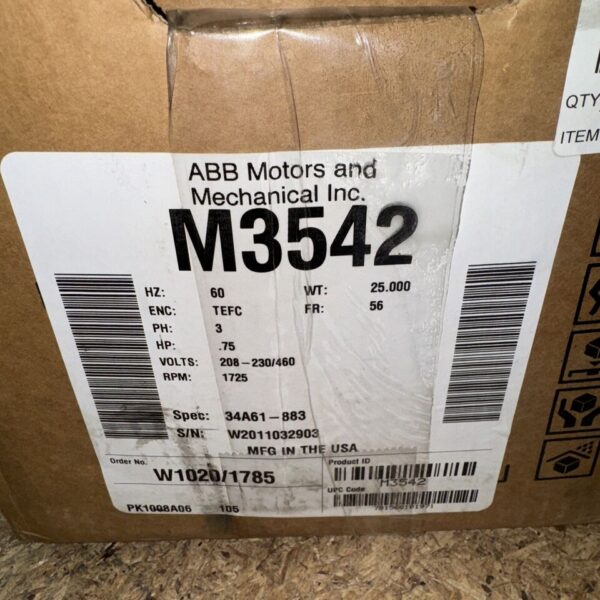 QTY
ITEM
ABB Motors and
Mechanical Inc.
M3542
HZ: 60 WT: 25.000
ENC: TEFC FR: 56
PH: 3
HP: .75
VOLTS: 208-230/460
RPM: 1725
Spec: 34A61-883
S/N: W2011032903
MFG IN THE USA
Order No. W1020/1785
Product ID
M3542
UPC Code
PK1008A06 105